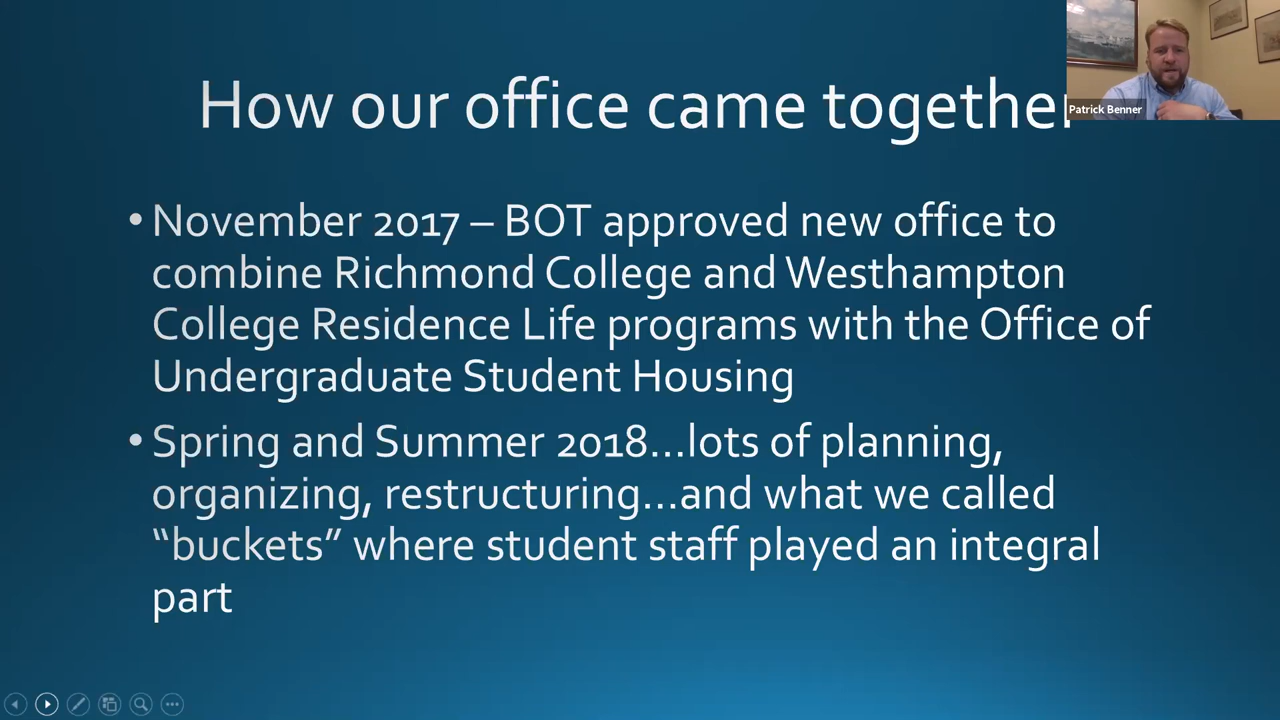 How our office came together
Patrick Benner
• November 2017 – BOT approved new office to
combine Richmond College and Westhampton
College Residence Life programs with the Office of
Undergraduate Student Housing
• Spring and Summer 2018...lots of planning,
organizing, restructuring...and what we called
“buckets” where student staff played an integral
part